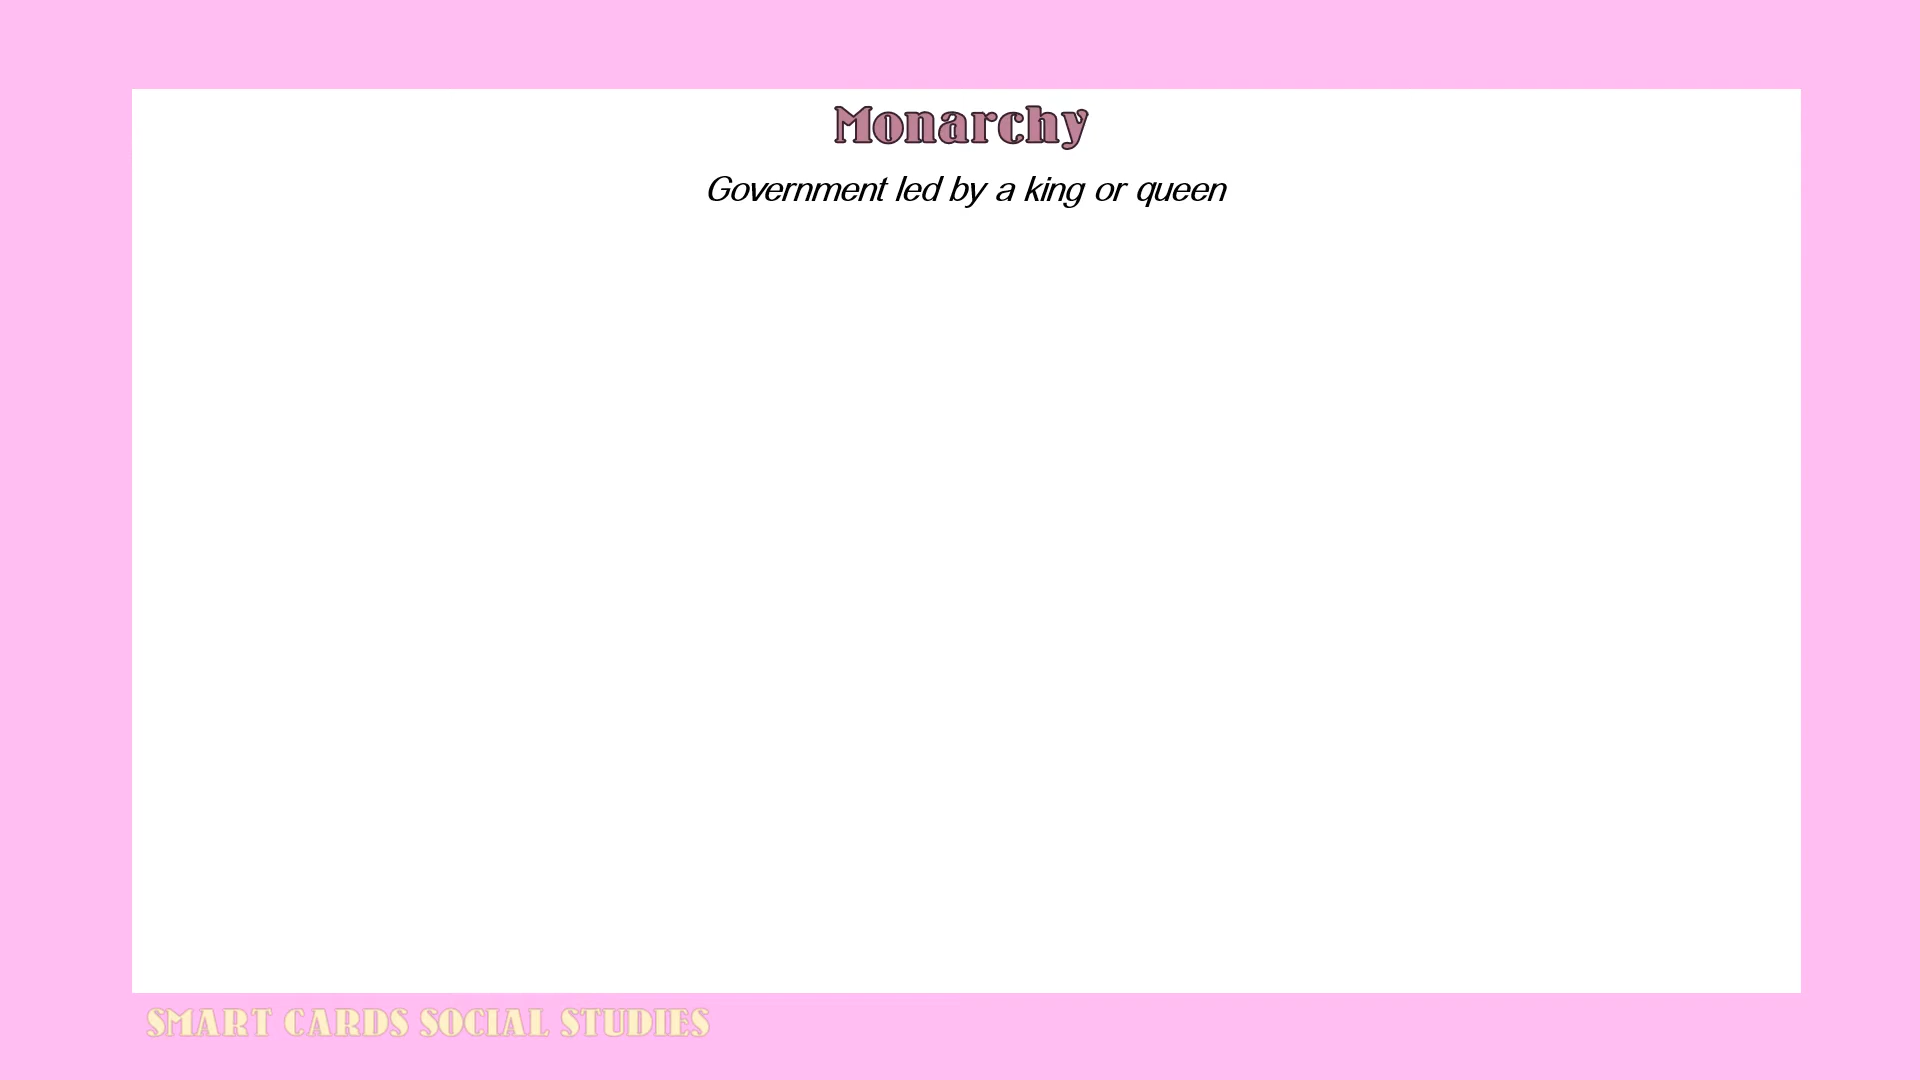 Monarchy
Government led by a king or queen
SMART CARDS SOCIAL STUDIES